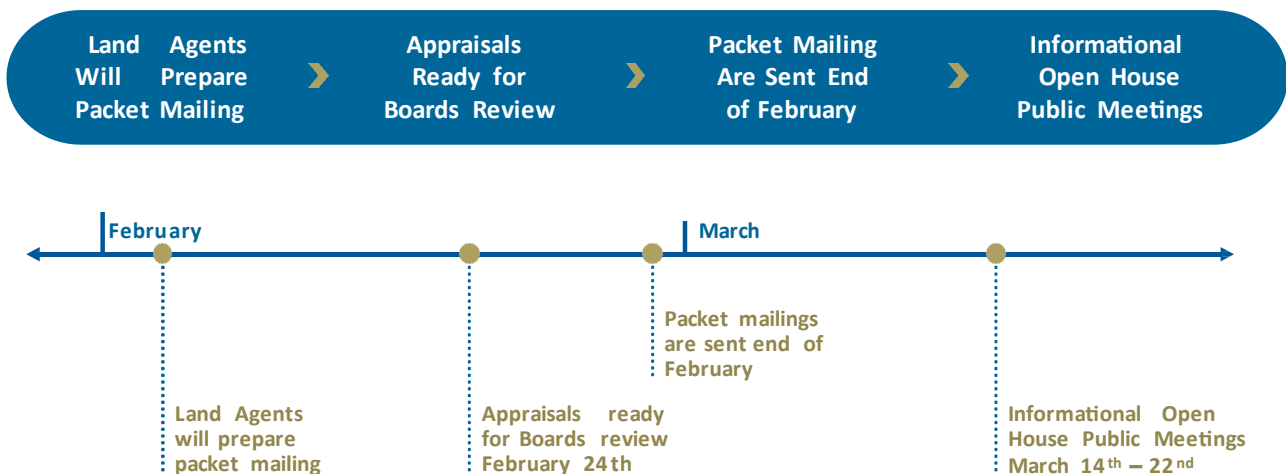 Land Agents
Will Prepare
Packet Mailing
Appraisals
Ready for
Boards Review
Packet Mailing
Are Sent End
of February
Informational
Open House
Public Meetings
February
March
Packet mailings
are sent end of
February
Land Agents
will prepare
packet mailing
Appraisals ready
for Boards review
February 24th
Informational Open
House Public Meetings
March 14th – 22nd